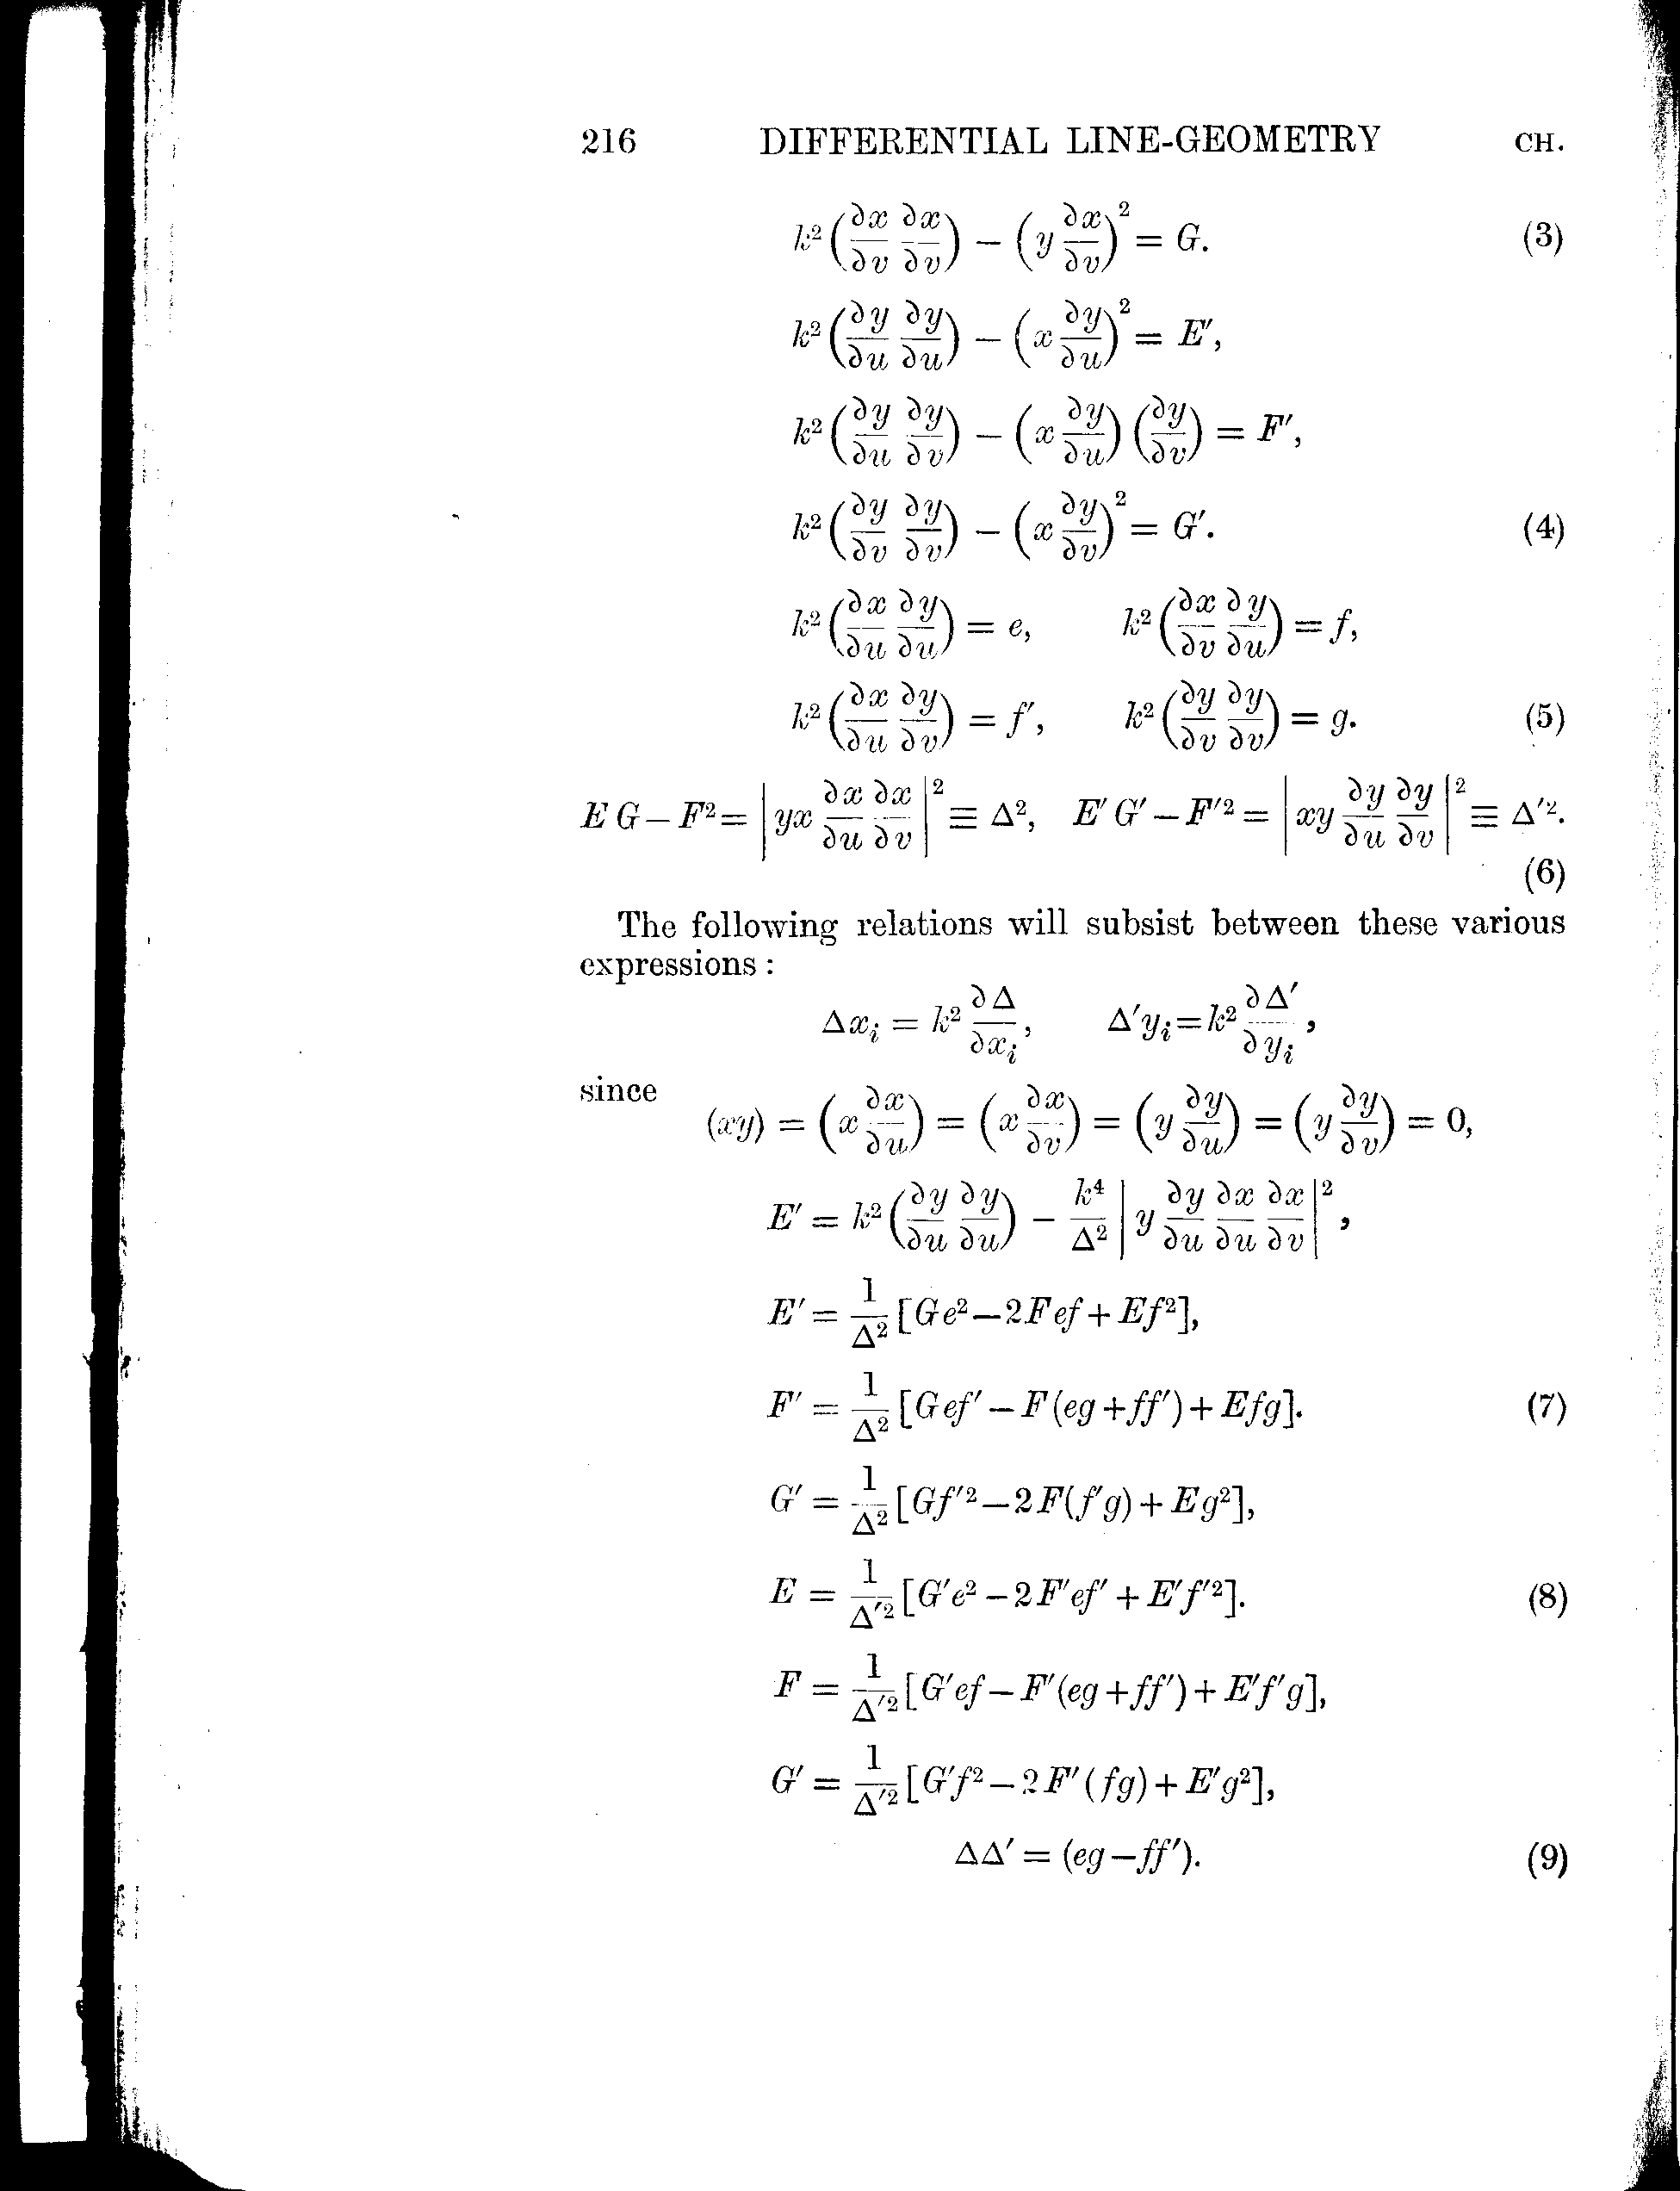 216 DIFFERENTIAL LINE-GEOMETRY CH.
$k^2\left(\frac{\partial x}{\partial v}\frac{\partial x}{\partial v}\right) - \left(y\frac{\partial x}{\partial v}\right)^2 = G.$ (3)
$k^2\left(\frac{\partial y}{\partial u}\frac{\partial y}{\partial u}\right) - \left(x\frac{\partial y}{\partial u}\right)^2 = E',$
$k^2\left(\frac{\partial y}{\partial u}\frac{\partial y}{\partial v}\right) - \left(x\frac{\partial y}{\partial u}\right)\left(\frac{\partial y}{\partial v}\right) = F',$
$k^2\left(\frac{\partial y}{\partial v}\frac{\partial y}{\partial v}\right) - \left(x\frac{\partial y}{\partial v}\right)^2 = G'.$ (4)
$k^2\left(\frac{\partial x}{\partial u}\frac{\partial y}{\partial u}\right) = e, \quad k^2\left(\frac{\partial x}{\partial v}\frac{\partial y}{\partial u}\right) = f,$
$k^2\left(\frac{\partial x}{\partial u}\frac{\partial y}{\partial v}\right) = f', \quad k^2\left(\frac{\partial y}{\partial v}\frac{\partial y}{\partial v}\right) = g.$ (5)
$EG - F^2 = \left| yx\frac{\partial x}{\partial u}\frac{\partial x}{\partial v}\right|^2 \equiv \Delta^2, \quad E'G' - F'^2 = \left| xy\frac{\partial y}{\partial u}\frac{\partial y}{\partial v}\right|^2 \equiv \Delta'^2.$
(6)
The following relations will subsist between these various
expressions :
$\Delta x_i = k^2\frac{\partial \Delta}{\partial x_i}, \quad \Delta' y_i = k^2\frac{\partial \Delta'}{\partial y_i},$
since
$(xy) = \left(x\frac{\partial x}{\partial u}\right) = \left(x\frac{\partial x}{\partial v}\right) = \left(y\frac{\partial y}{\partial u}\right) = \left(y\frac{\partial y}{\partial v}\right) = 0,$
$E' = k^2\left(\frac{\partial y}{\partial u}\frac{\partial y}{\partial u}\right) - \frac{k^4}{\Delta^2}\left| y\frac{\partial y}{\partial u}\frac{\partial x}{\partial u}\frac{\partial x}{\partial v}\right|^2,$
$E' = \frac{1}{\Delta^2}[Ge^2 - 2Fef + Ef^2],$
$F' = \frac{1}{\Delta^2}[Gef' - F(eg + ff') + Efg].$ (7)
$G' = \frac{1}{\Delta^2}[Gf'^2 - 2F(f'g) + Eg^2],$
$E = \frac{1}{\Delta'^2}[G'e^2 - 2F'ef' + E'f'^2].$ (8)
$F = \frac{1}{\Delta'^2}[G'ef - F'(eg + ff') + E'f'g],$
$G' = \frac{1}{\Delta'^2}[G'f^2 - 2F'(fg) + E'g^2],$
$\Delta\Delta' = (eg - ff').$ (9)